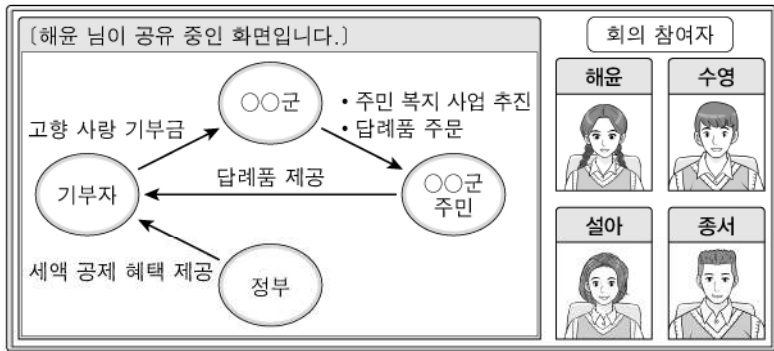 〔해윤 님이 공유 중인 화면입니다.〕
○○군
고향 사랑 기부금
• 주민 복지 사업 추진
• 답례품 주문
기부자
답례품 제공
○○군
주민
세액 공제 혜택 제공
정부
회의 참여자
해윤
수영
설아
종서